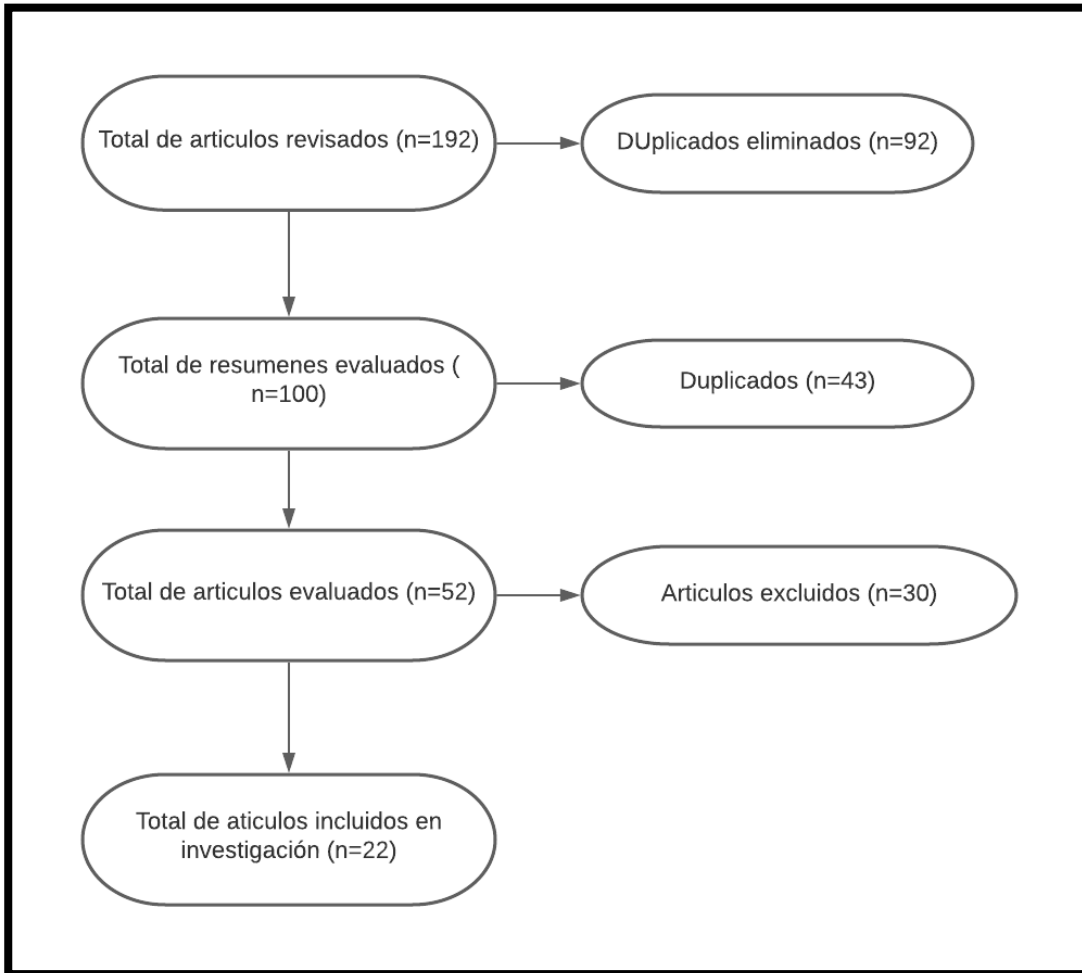 Total de articulos revisados (n=192)
DUplicados eliminados (n=92)
Total de resumenes evaluados (
n=100)
Duplicados (n=43)
Total de articulos evaluados (n=52)
Articulos excluidos (n=30)
Total de aticulos incluidos en
investigación (n=22)